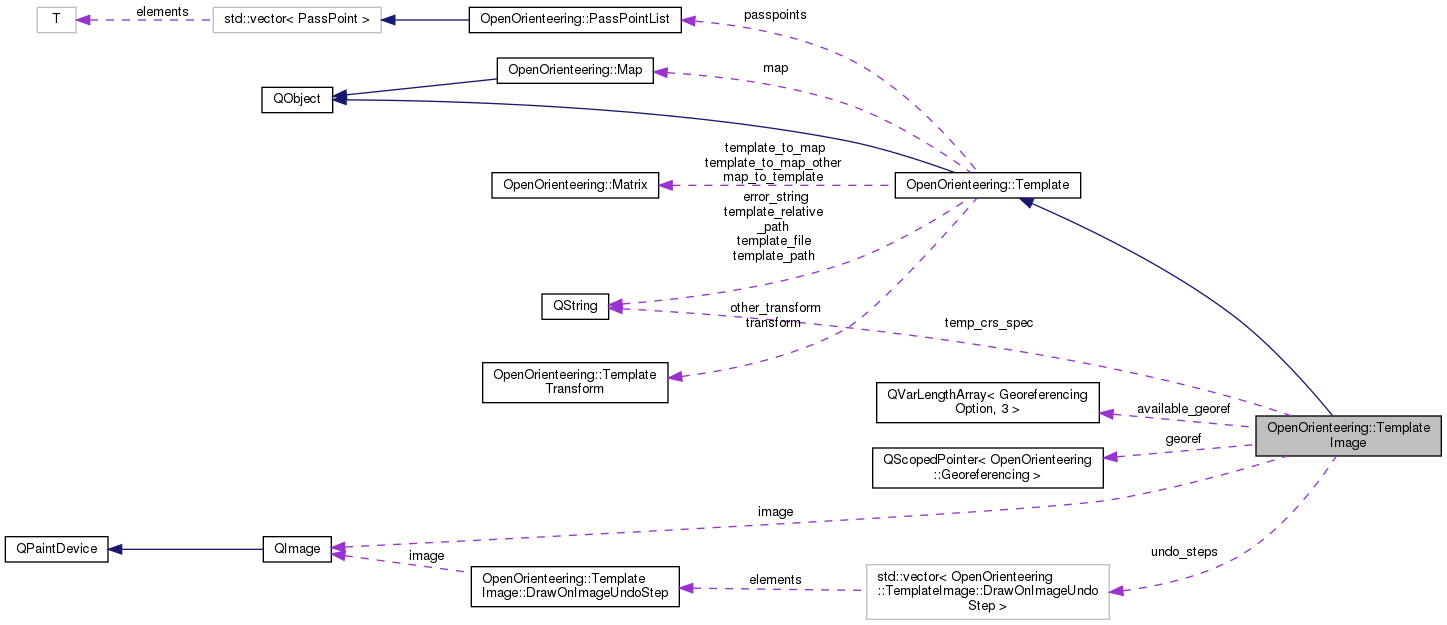 elements
T
std::vector< PassPoint >
OpenOrienteering::PassPointList
passpoints
OpenOrienteering::Map
map
QObject
template_to_map
template_to_map_other
map_to_template
OpenOrienteering::Matrix
OpenOrienteering::Template
error_string
template_relative
_path
template_file
template_path
QString
other_transform
transform
temp_crs_spec
OpenOrienteering::Template
Transform
QVarLengthArray< Georeferencing
Option, 3 >
available_georef
OpenOrienteering::Template
Image
georef
QScopedPointer< OpenOrienteering
::Georeferencing >
image
QPaintDevice
QImage
image
undo_steps
OpenOrienteering::Template
Image::DrawOnImageUndoStep
elements
std::vector< OpenOrienteering
::TemplateImage::DrawOnImageUndo
Step >